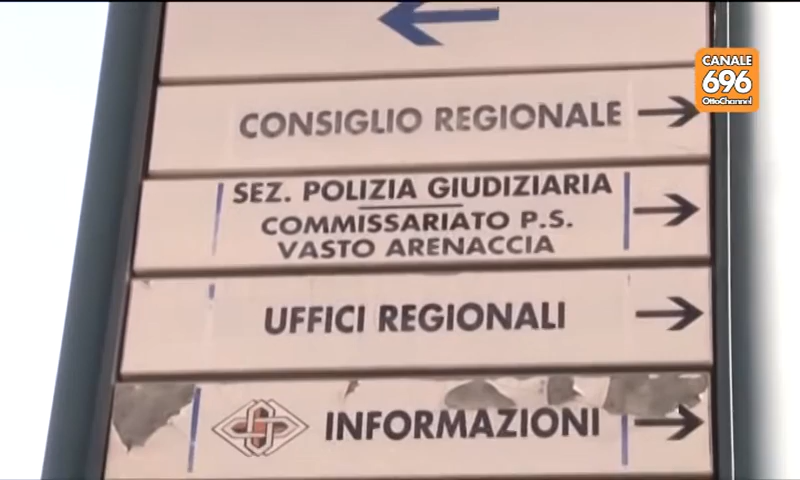 CANALE
696
OttoChannel
CONSIGLIO REGIONALE
SEZ. POLIZIA GIUDIZIARIA
COMMISSARIATO P.S.
VASTO ARENACCIA
UFFICI REGIONALI
INFORMAZIONI